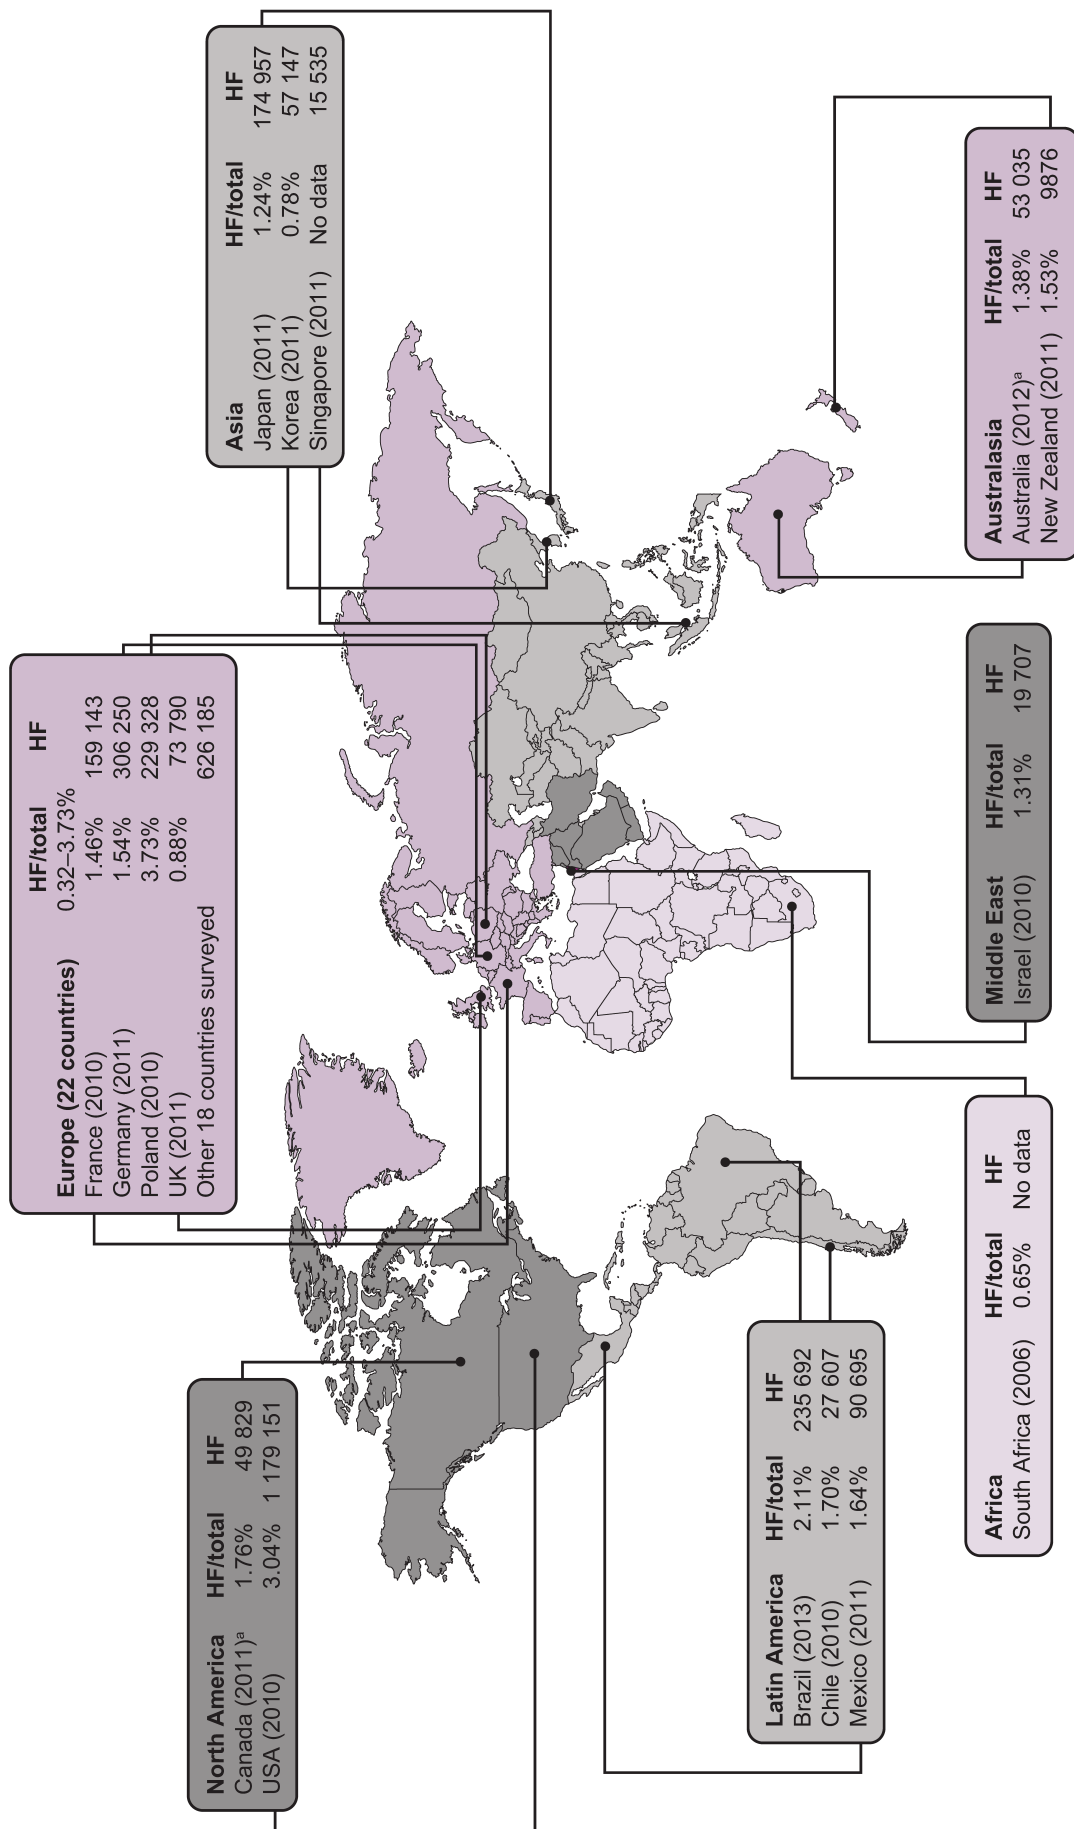 North America HF/total HF
Canada (2011)ᵃ 1.76% 49 829
USA (2010) 3.04% 1 179 151
Europe (22 countries) HF/total HF
0.32–3.73%
France (2010) 1.46% 159 143
Germany (2011) 1.54% 306 250
Poland (2010) 3.73% 229 328
UK (2011) 0.88% 73 790
Other 18 countries surveyed 626 185
Asia HF/total HF
Japan (2011) 1.24% 174 957
Korea (2011) 0.78% 57 147
Singapore (2011) No data 15 535
Latin America HF/total HF
Brazil (2013) 2.11% 235 692
Chile (2010) 1.70% 27 607
Mexico (2011) 1.64% 90 695
Africa HF/total HF
South Africa (2006) 0.65% No data
Middle East HF/total HF
Israel (2010) 1.31% 19 707
Australasia HF/total HF
Australia (2012)ᵃ 1.38% 53 035
New Zealand (2011) 1.53% 9876